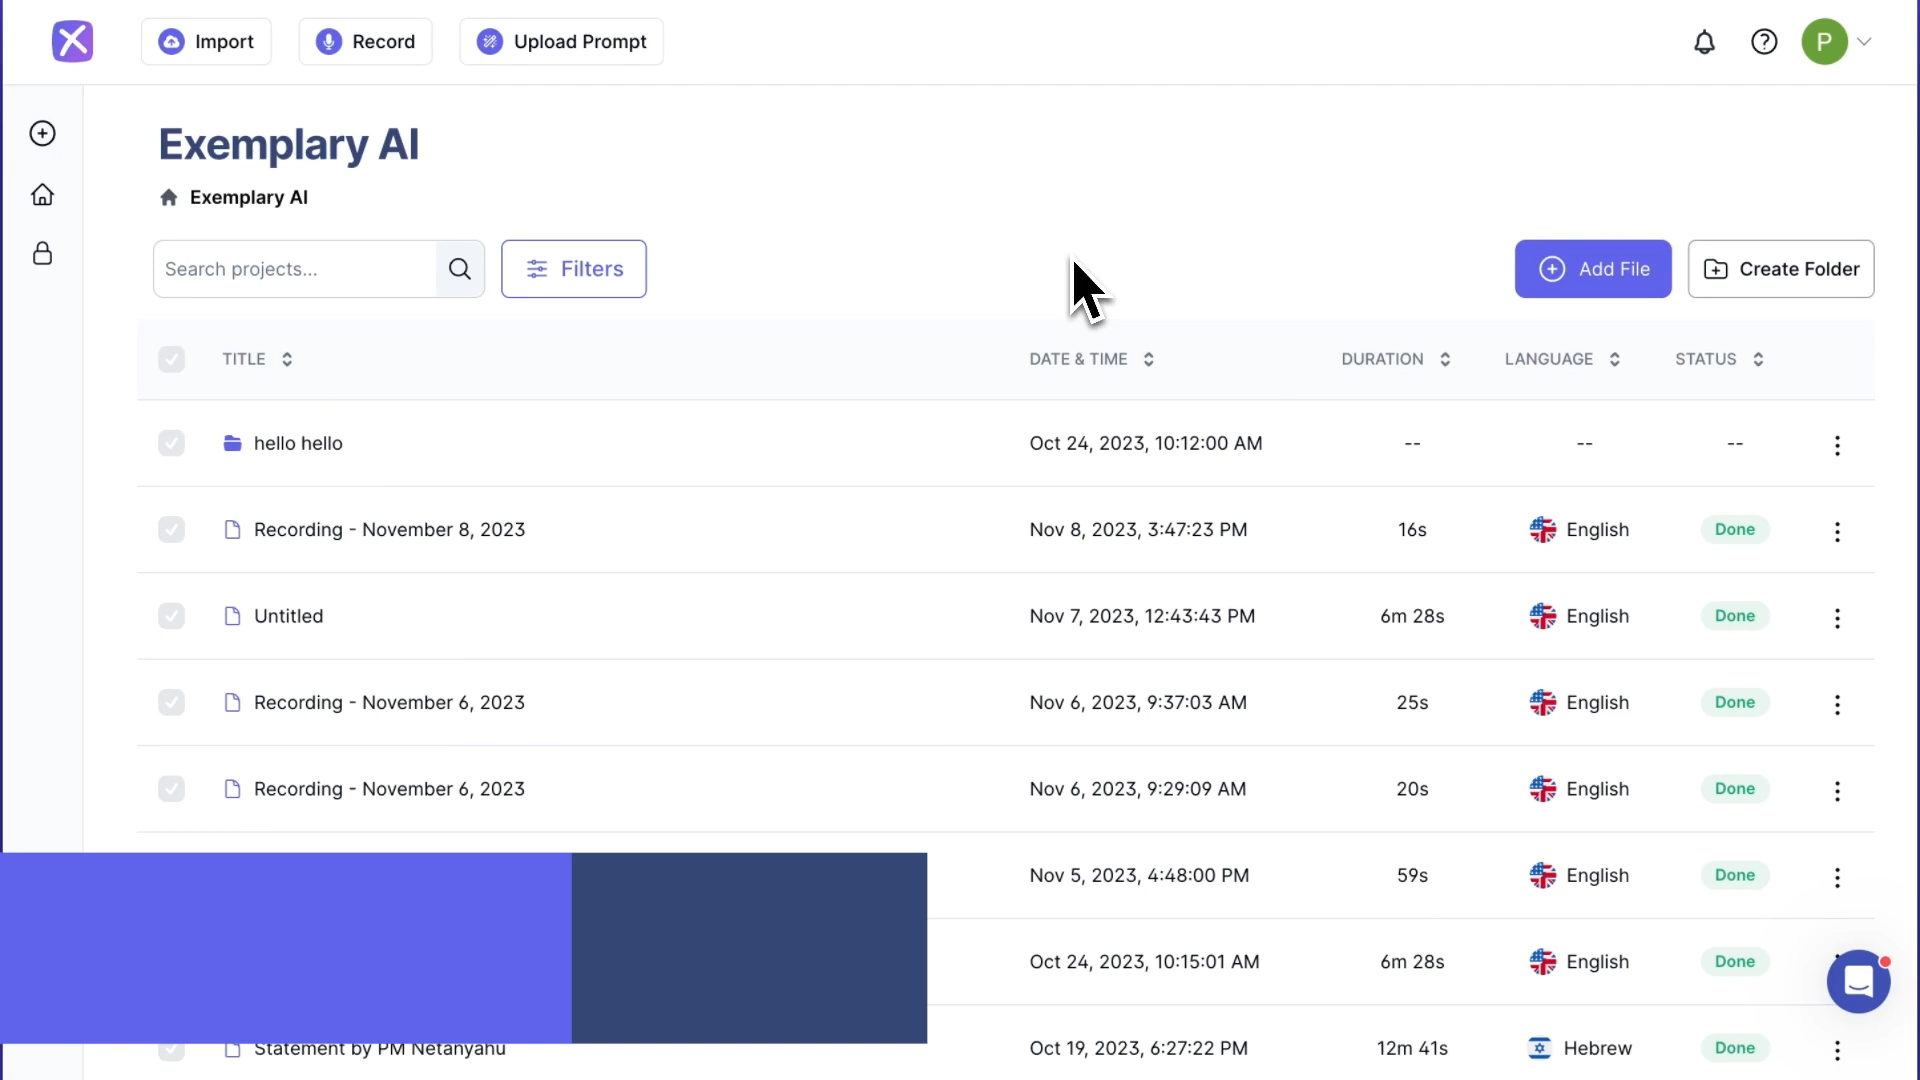 Import
Record
Upload Prompt
P
Exemplary AI
Exemplary AI
Search projects...
Filters
Add File
Create Folder
TITLE DATE & TIME DURATION LANGUAGE STATUS
hello hello Oct 24, 2023, 10:12:00 AM -- -- --
Recording - November 8, 2023 Nov 8, 2023, 3:47:23 PM 16s English Done
Untitled Nov 7, 2023, 12:43:43 PM 6m 28s English Done
Recording - November 6, 2023 Nov 6, 2023, 9:37:03 AM 25s English Done
Recording - November 6, 2023 Nov 6, 2023, 9:29:09 AM 20s English Done
Nov 5, 2023, 4:48:00 PM 59s English Done
Oct 24, 2023, 10:15:01 AM 6m 28s English Done
Statement by PM Netanyahu Oct 19, 2023, 6:27:22 PM 12m 41s Hebrew Done